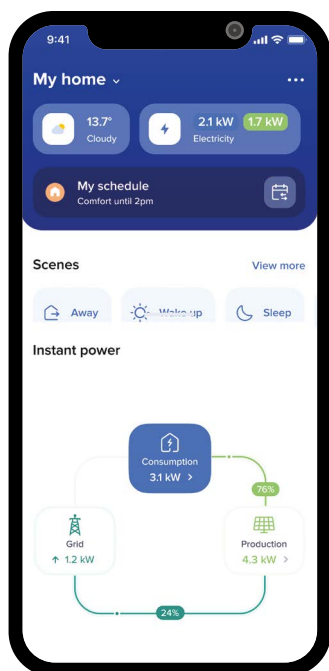 9:41
My home
13.7°
Cloudy
2.1 kW 1.7 kW
Electricity
My schedule
Comfort until 2pm
Scenes
View more
Away
Wake up
Sleep
Instant power
Consumption
3.1 kW >
76%
Grid
↑ 1.2 kW
Production
4.3 kW >
24%